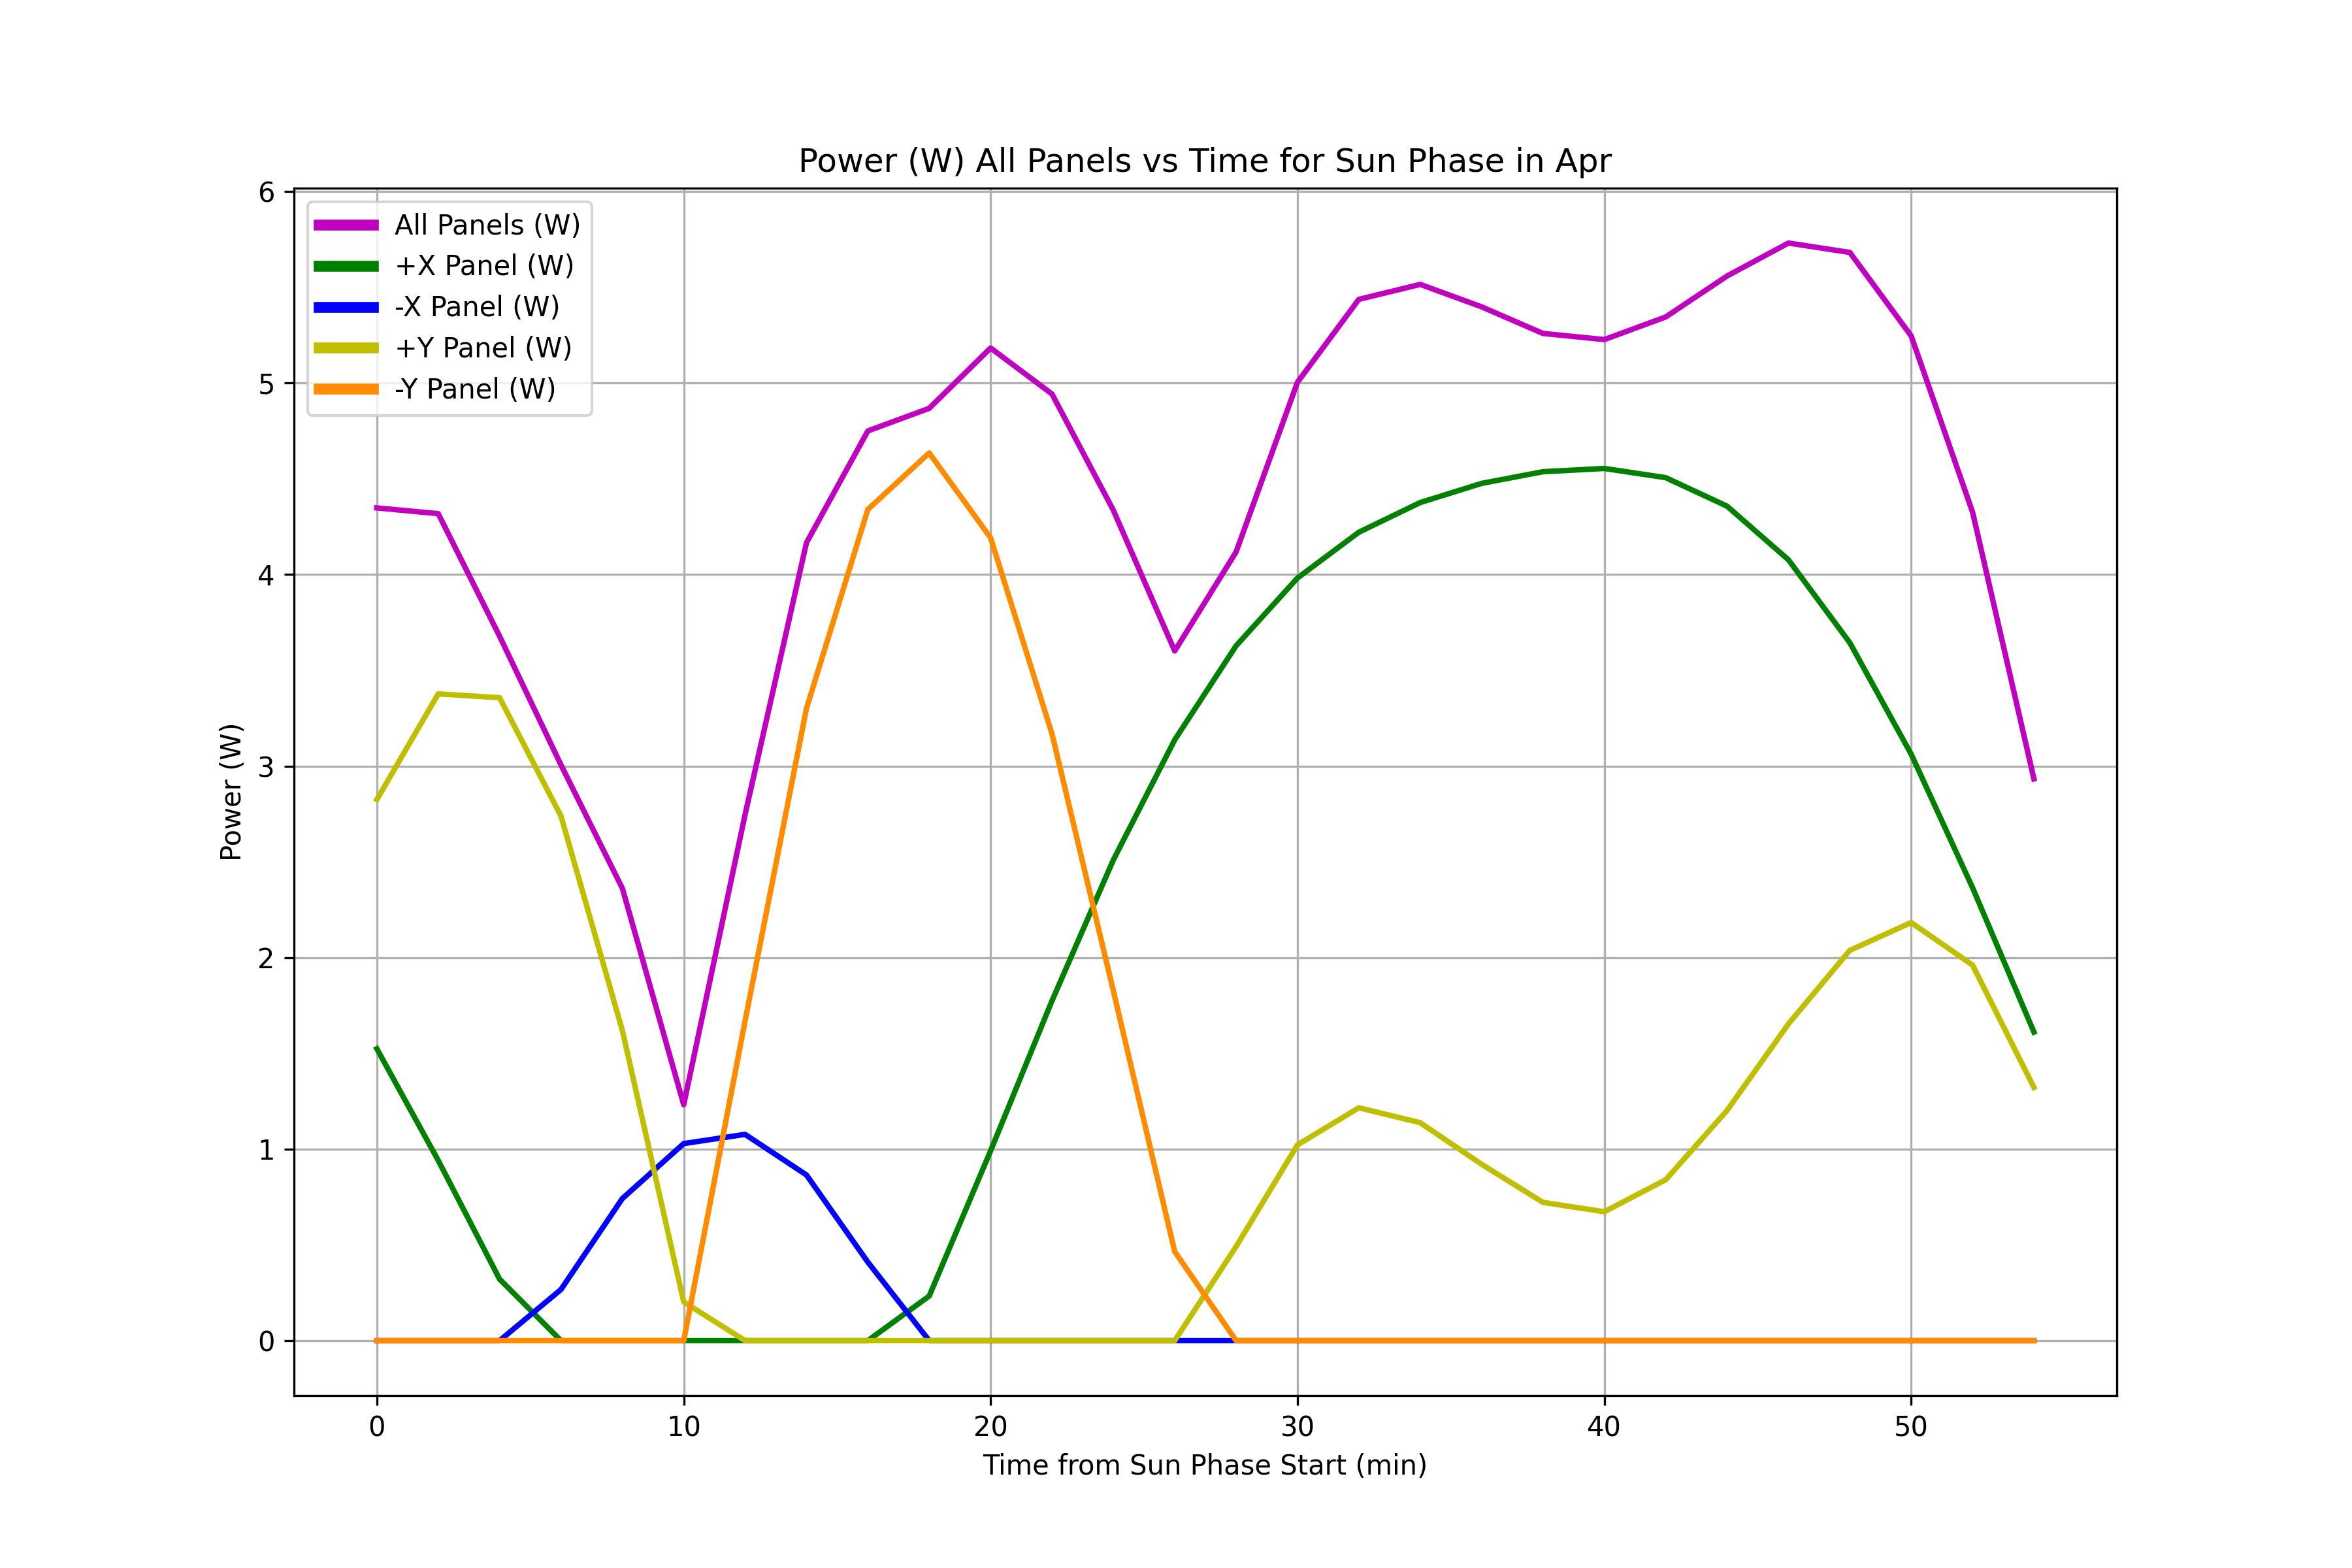 Power (W) All Panels vs Time for Sun Phase in Apr
All Panels (W)
+X Panel (W)
-X Panel (W)
+Y Panel (W)
-Y Panel (W)
Power (W)
6
5
4
3
2
1
0
0 10 20 30 40 50
Time from Sun Phase Start (min)